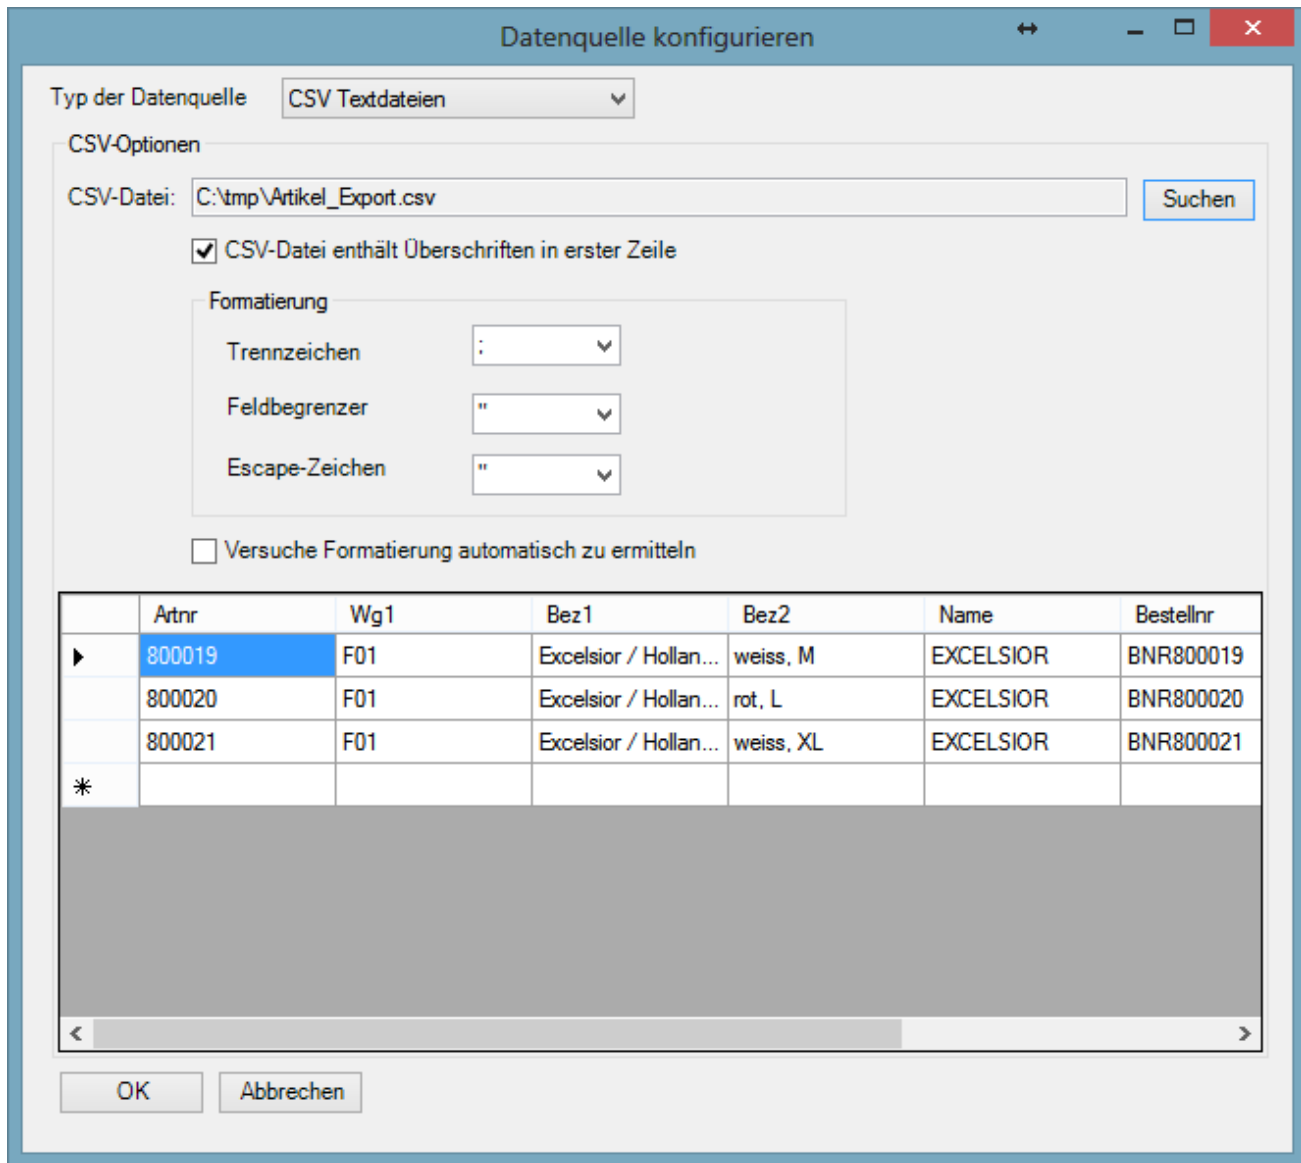 Datenquelle konfigurieren
Typ der Datenquelle CSV Textdateien
CSV-Optionen
CSV-Datei: C:\tmp\Artikel_Export.csv Suchen
CSV-Datei enthält Überschriften in erster Zeile
Formatierung
Trennzeichen ;
Feldbegrenzer "
Escape-Zeichen "
Versuche Formatierung automatisch zu ermitteln
Artnr Wg1 Bez1 Bez2 Name Bestellnr
800019 F01 Excelsior / Hollan... weiss, M EXCELSIOR BNR800019
800020 F01 Excelsior / Hollan... rot, L EXCELSIOR BNR800020
800021 F01 Excelsior / Hollan... weiss, XL EXCELSIOR BNR800021
OK Abbrechen